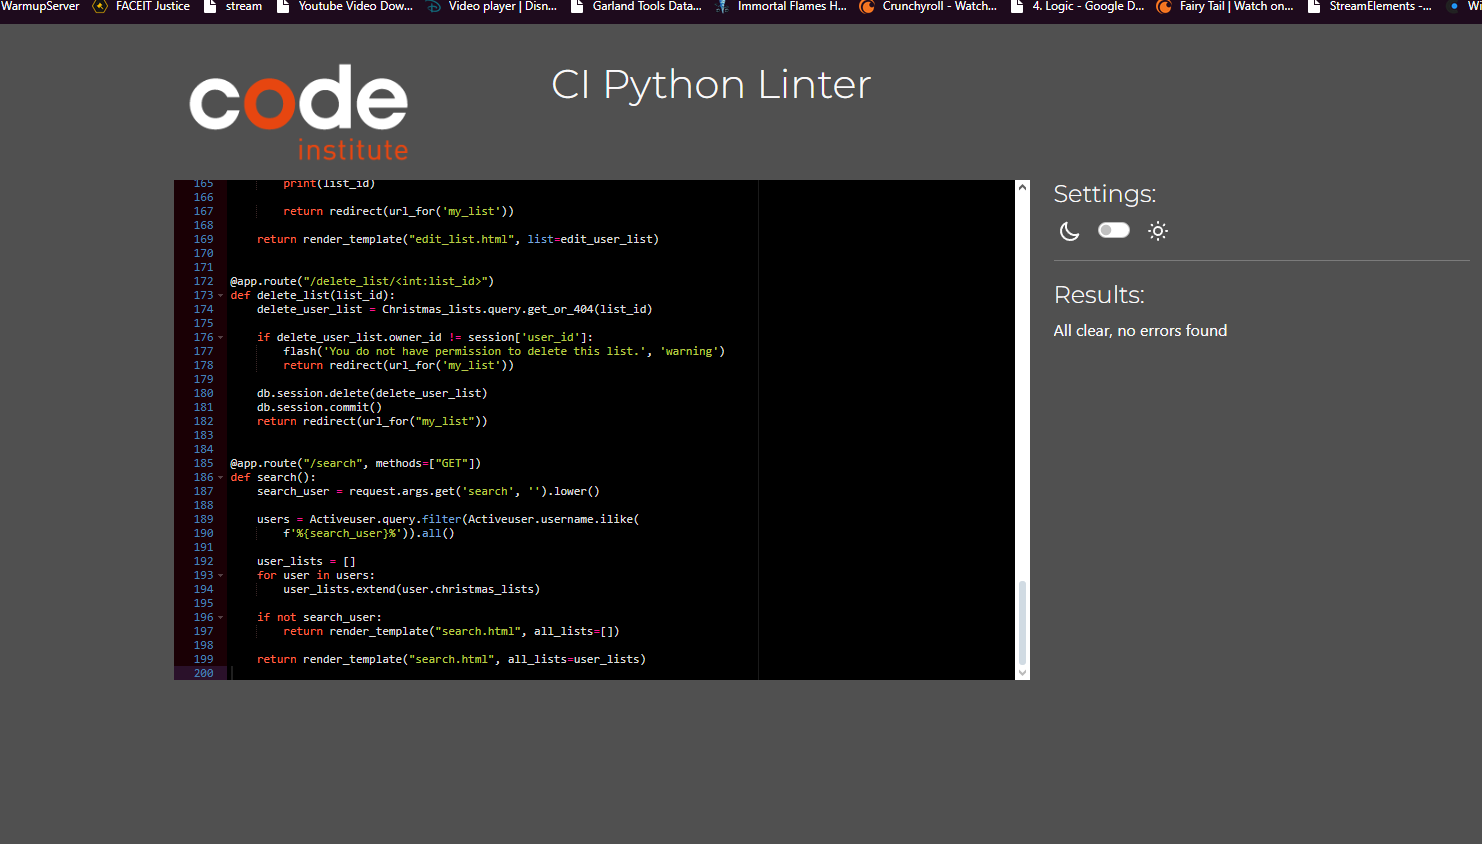 WarmupServer FACEIT Justice stream Youtube Video Dow... Video player | Disn... Garland Tools Data... Immortal Flames H... Crunchyroll - Watch... 4. Logic - Google D... Fairy Tail | Watch on... StreamElements -... Wi
code
institute
CI Python Linter
165         print(list_id)
166
167         return redirect(url_for('my_list'))
168
169     return render_template("edit_list.html", list=edit_user_list)
170
171
172 @app.route("/delete_list/<int:list_id>")
173 def delete_list(list_id):
174     delete_user_list = Christmas_lists.query.get_or_404(list_id)
175
176     if delete_user_list.owner_id != session['user_id']:
177         flash('You do not have permission to delete this list.', 'warning')
178         return redirect(url_for('my_list'))
179
180     db.session.delete(delete_user_list)
181     db.session.commit()
182     return redirect(url_for("my_list"))
183
184
185 @app.route("/search", methods=["GET"])
186 def search():
187     search_user = request.args.get('search', '').lower()
188
189     users = Activeuser.query.filter(Activeuser.username.ilike(
190         f'%{search_user}%')).all()
191
192     user_lists = []
193     for user in users:
194         user_lists.extend(user.christmas_lists)
195
196     if not search_user:
197         return render_template("search.html", all_lists=[])
198
199     return render_template("search.html", all_lists=user_lists)
200
Settings:
Results:
All clear, no errors found